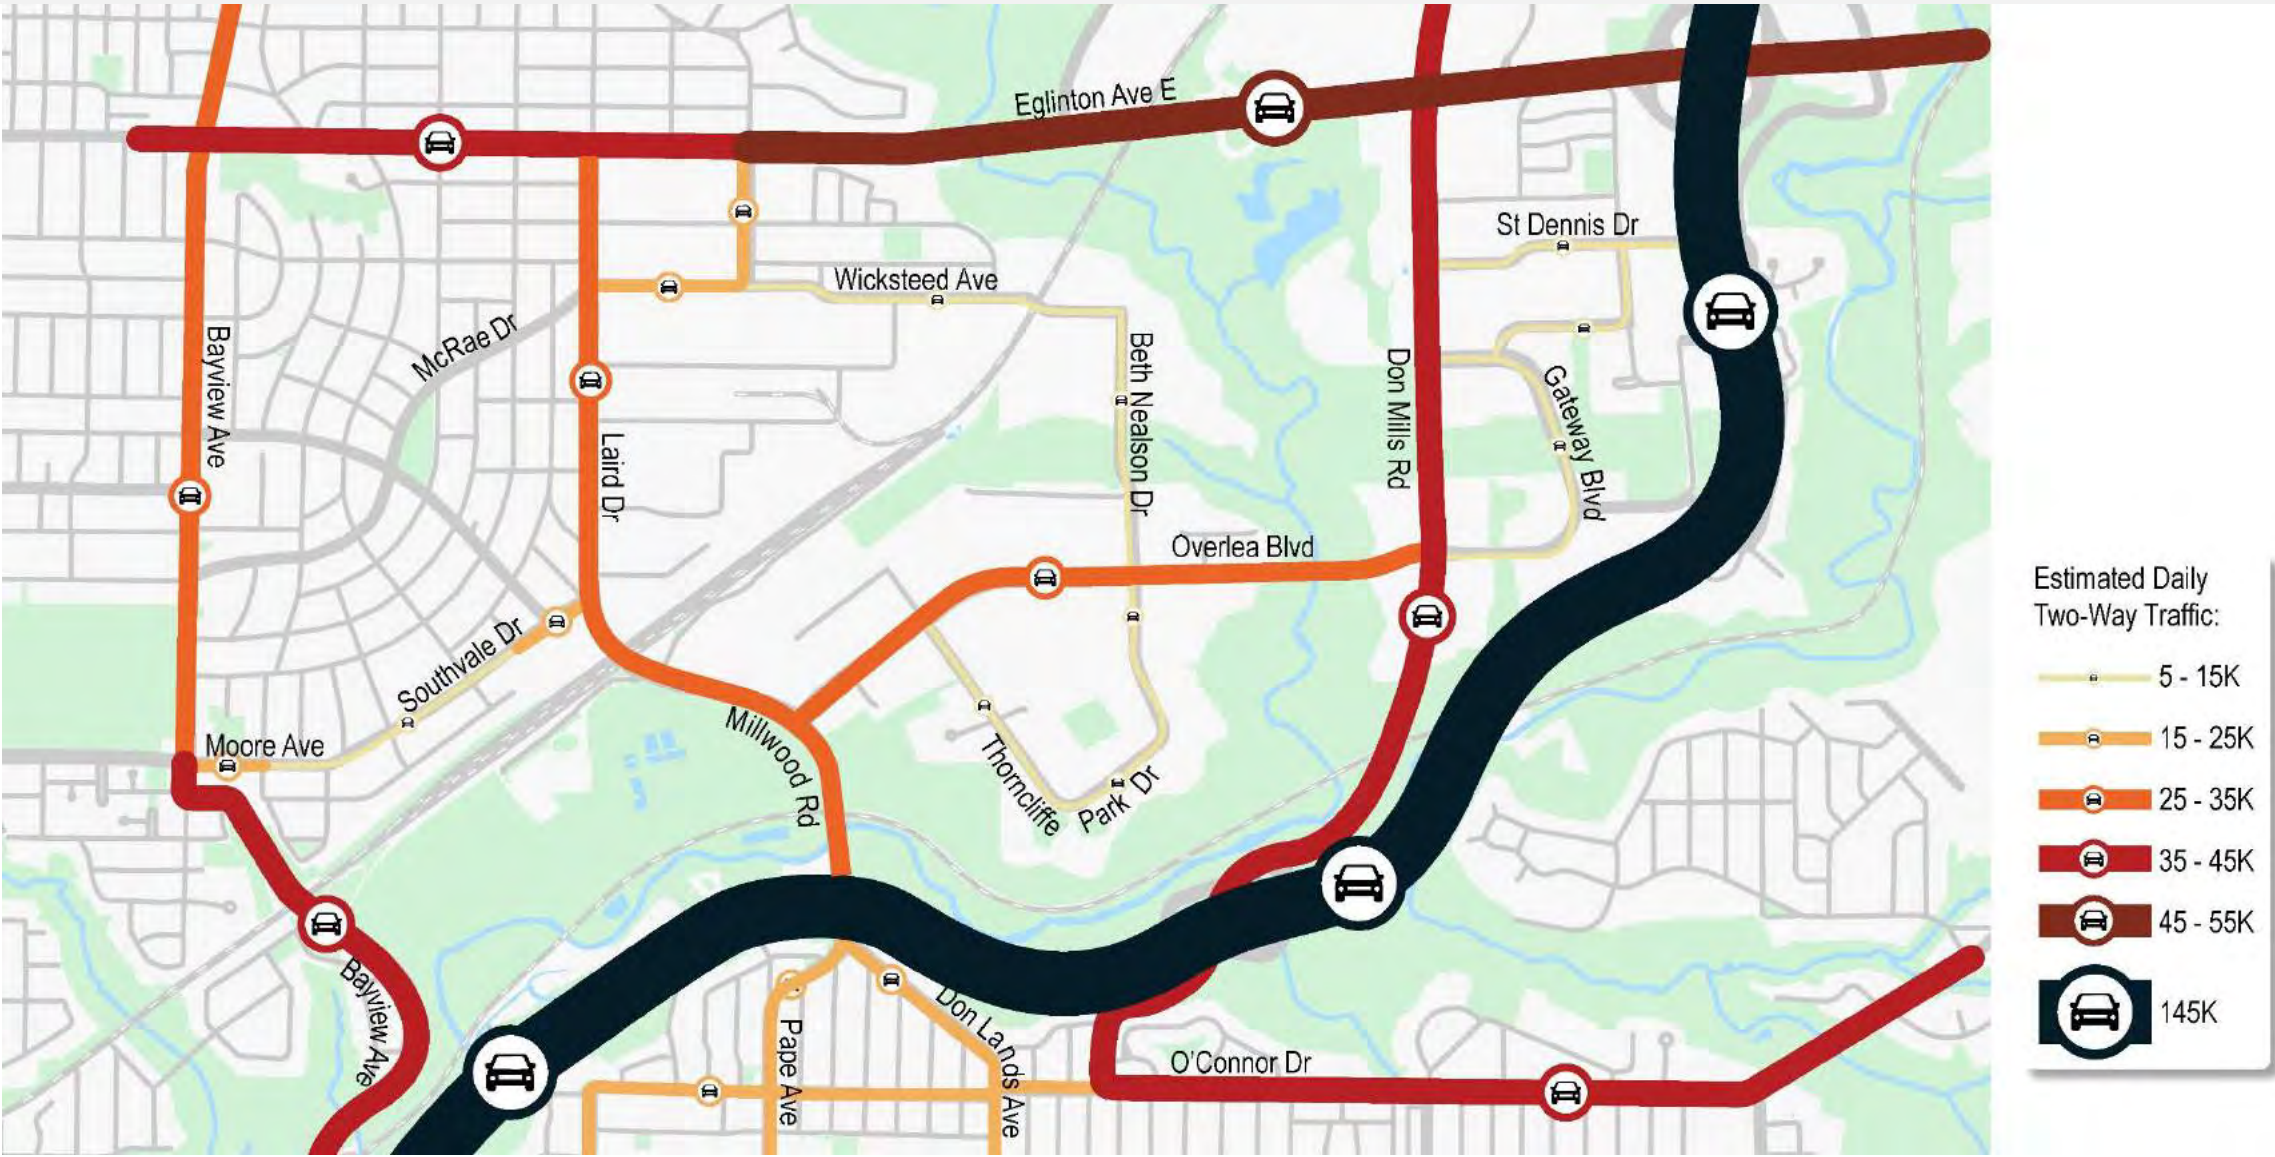 Eglinton Ave E
St Dennis Dr
Wicksteed Ave
McRae Dr
Bayview Ave
Beth Nealson Dr
Don Mills Rd
Gateway Blvd
Laird Dr
Overlea Blvd
Southvale Dr
Moore Ave
Millwood Rd
Thorncliffe
Park Dr
Bayview Ave
Don Lands Ave
Pape Ave
O'Connor Dr
Estimated Daily
Two-Way Traffic:
5 - 15K
15 - 25K
25 - 35K
35 - 45K
45 - 55K
145K